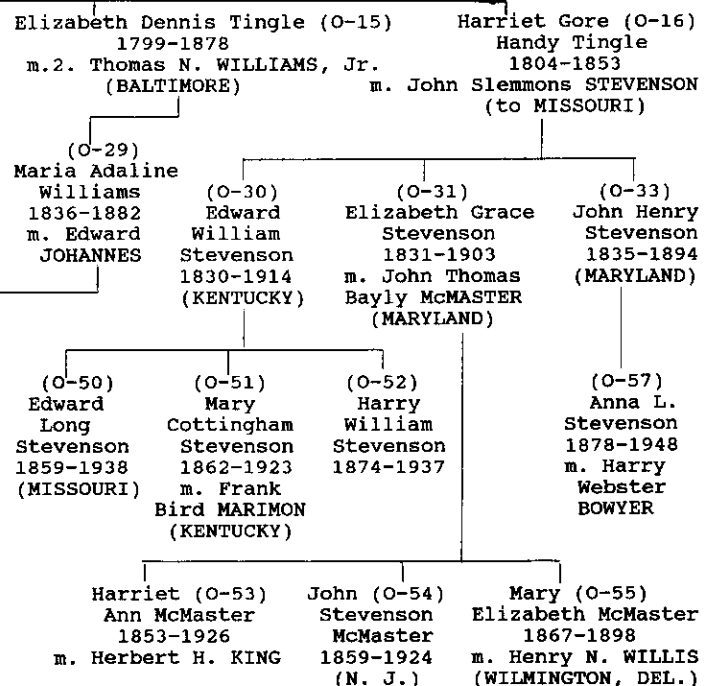 Elizabeth Dennis Tingle (O-15)
1799-1878
m.2. Thomas N. WILLIAMS, Jr.
(BALTIMORE)
Harriet Gore (O-16)
Handy Tingle
1804-1853
m. John Slemmons STEVENSON
(to MISSOURI)
(O-29)
Maria Adaline
Williams
1836-1882
m. Edward
JOHANNES
(O-30)
Edward
William
Stevenson
1830-1914
(KENTUCKY)
(O-31)
Elizabeth Grace
Stevenson
1831-1903
m. John Thomas
Bayly McMASTER
(MARYLAND)
(O-33)
John Henry
Stevenson
1835-1894
(MARYLAND)
(O-50)
Edward
Long
Stevenson
1859-1938
(MISSOURI)
(O-51)
Mary
Cottingham
Stevenson
1862-1923
m. Frank
Bird MARIMON
(KENTUCKY)
(O-52)
Harry
William
Stevenson
1874-1937
(O-57)
Anna L.
Stevenson
1878-1948
m. Harry
Webster
BOWYER
Harriet (O-53)
Ann McMaster
1853-1926
m. Herbert H. KING
John (O-54)
Stevenson
McMaster
1859-1924
(N. J.)
Mary (O-55)
Elizabeth McMaster
1867-1898
m. Henry N. WILLIS
(WILMINGTON, DEL.)